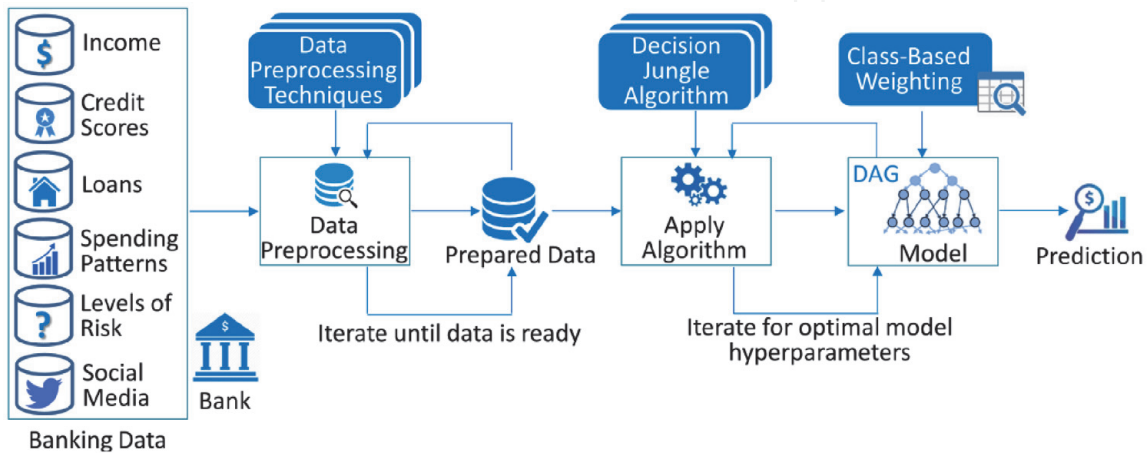 Income
Credit
Scores
Loans
Spending
Patterns
Levels of
Risk
Social
Media
Banking Data
$
Bank
Data
Preprocessing
Techniques
Data
Preprocessing
Prepared Data
Iterate until data is ready
Decision
Jungle
Algorithm
Apply
Algorithm
Iterate for optimal model
hyperparameters
Class-Based
Weighting
DAG
Model
$
Prediction
$
?